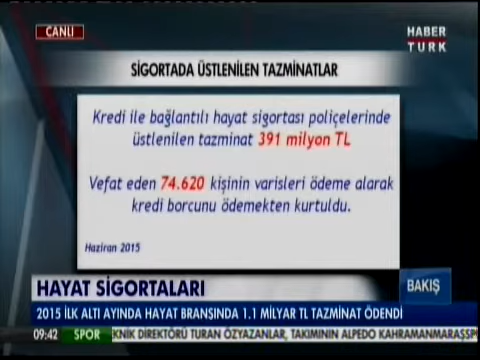 CANLI
HABER
TÜRK
SİGORTADA ÜSTLENİLEN TAZMİNATLAR
Kredi ile bağlantılı hayat sigortası poliçelerinde
üstlenilen tazminat 391 milyon TL
Vefat eden 74.620 kişinin varisleri ödeme alarak
kredi borcunu ödemekten kurtuldu.
Haziran 2015
HAYAT SİGORTALARI
BAKIŞ
2015 İLK ALTI AYINDA HAYAT BRANŞINDA 1.1 MİLYAR TL TAZMİNAT ÖDENDİ
09:42 SPOR KNİK DİREKTÖRÜ TURAN ÖZYAZANLAR, TAKIMININ ALPEDO KAHRAMANMARAŞSP